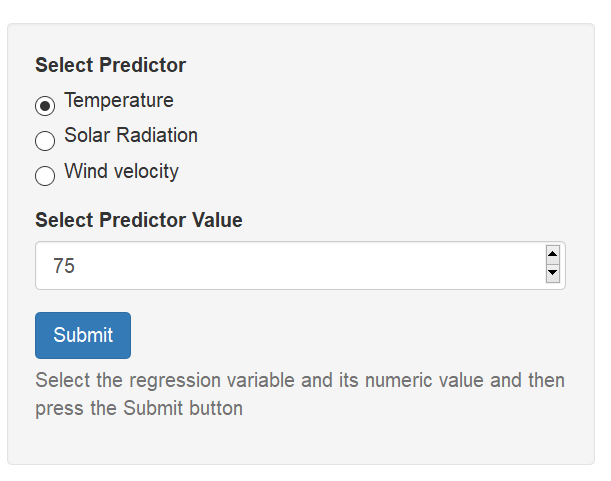 Select Predictor
Temperature
Solar Radiation
Wind velocity
Select Predictor Value
75
Submit
Select the regression variable and its numeric value and then
press the Submit button